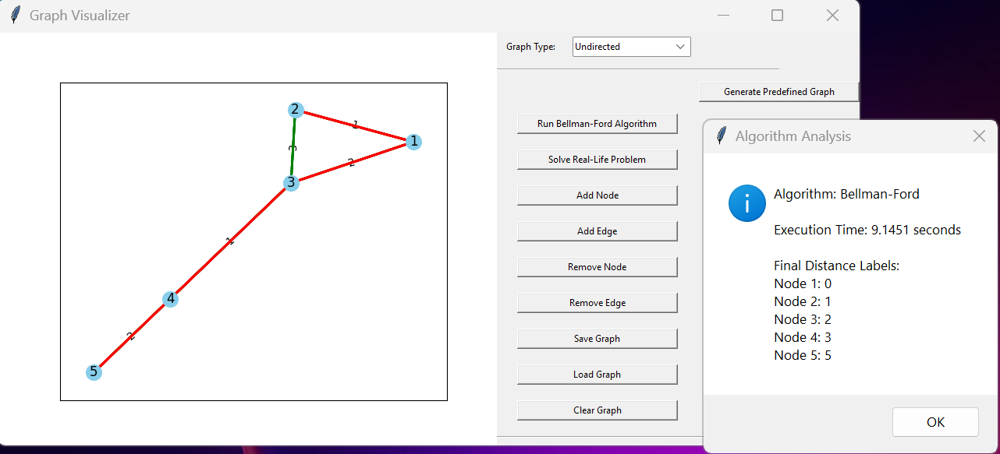 Graph Visualizer
Graph Type:
Undirected
Generate Predefined Graph
Run Bellman-Ford Algorithm
Solve Real-Life Problem
Add Node
Add Edge
Remove Node
Remove Edge
Save Graph
Load Graph
Clear Graph
2
1
1
3
2
3
1
4
2
5
Algorithm Analysis
Algorithm: Bellman-Ford
Execution Time: 9.1451 seconds
Final Distance Labels:
Node 1: 0
Node 2: 1
Node 3: 2
Node 4: 3
Node 5: 5
OK